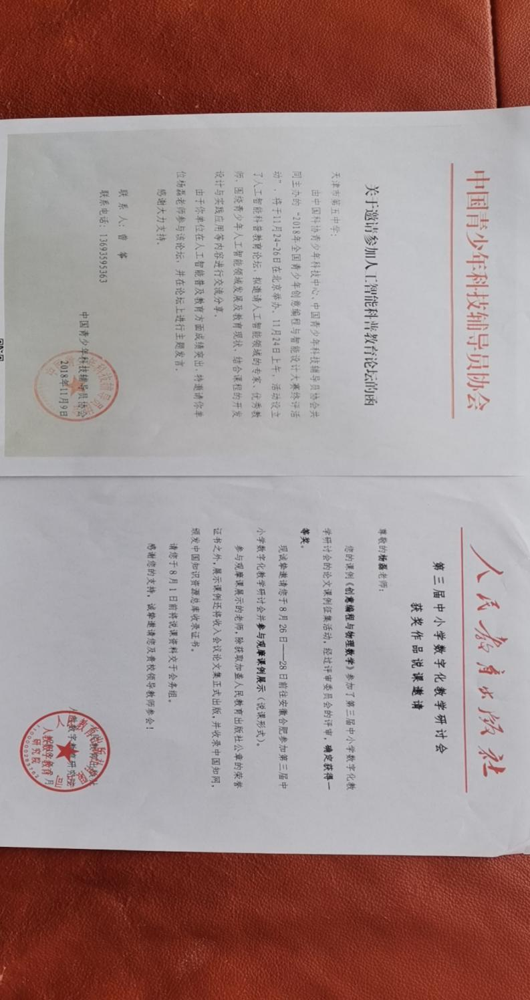 中国青少年科技辅导员协会
关于邀请参加人工智能科普教育论坛的函
天津市第五中学：
由中国科协青少年科技中心、中国青少年科技辅导员协会共
同主办的“2018年全国青少年创意编程与智能设计大赛终评活
动”，将于11月24-26日在北京举办。11月24日上午，活动设立
了人工智能科普教育论坛，拟邀请人工智能领域的专家、优秀教
师，围绕青少年人工智能领域发展及教育现状、结合课程的开发
设计与实践应用等内容进行交流分享。
由于你单位在人工智能普及教育方面成绩突出，特邀请你单
位杨磊老师参与该论坛，并在论坛上进行主题发言。
感谢大力支持。
联 系 人：曾 筝
联系电话：13693595363
中国青少年科技辅导员协会
2018年11月9日
人民教育出版社
第三届中小学数字化教学研讨会
获奖作品说课邀请
尊敬的杨磊老师：
您的课例《创意编程与物理数学》参加了第三届中小学数字化教
学研讨会的论文课例征集活动，经过评审委员会的评审，确定获得一
等奖。
现诚挚邀请您于 8 月 26 日——28 日前往安徽合肥参加第三届中
小学数字化教学研讨会并参与观摩课例展示（说课形式）。
参与观摩课展示的老师，除获取加盖人民教育出版社公章的荣誉
证书之外，展示课例还将收入会议论文集正式出版，并收录中国知网，
颁发中国知识资源总库收录证书。
请您于 8 月 1 日前将说课资料交于会务组。
感谢您的支持，诚挚邀请您及贵校领导教师参会！
人教数字教育研究院